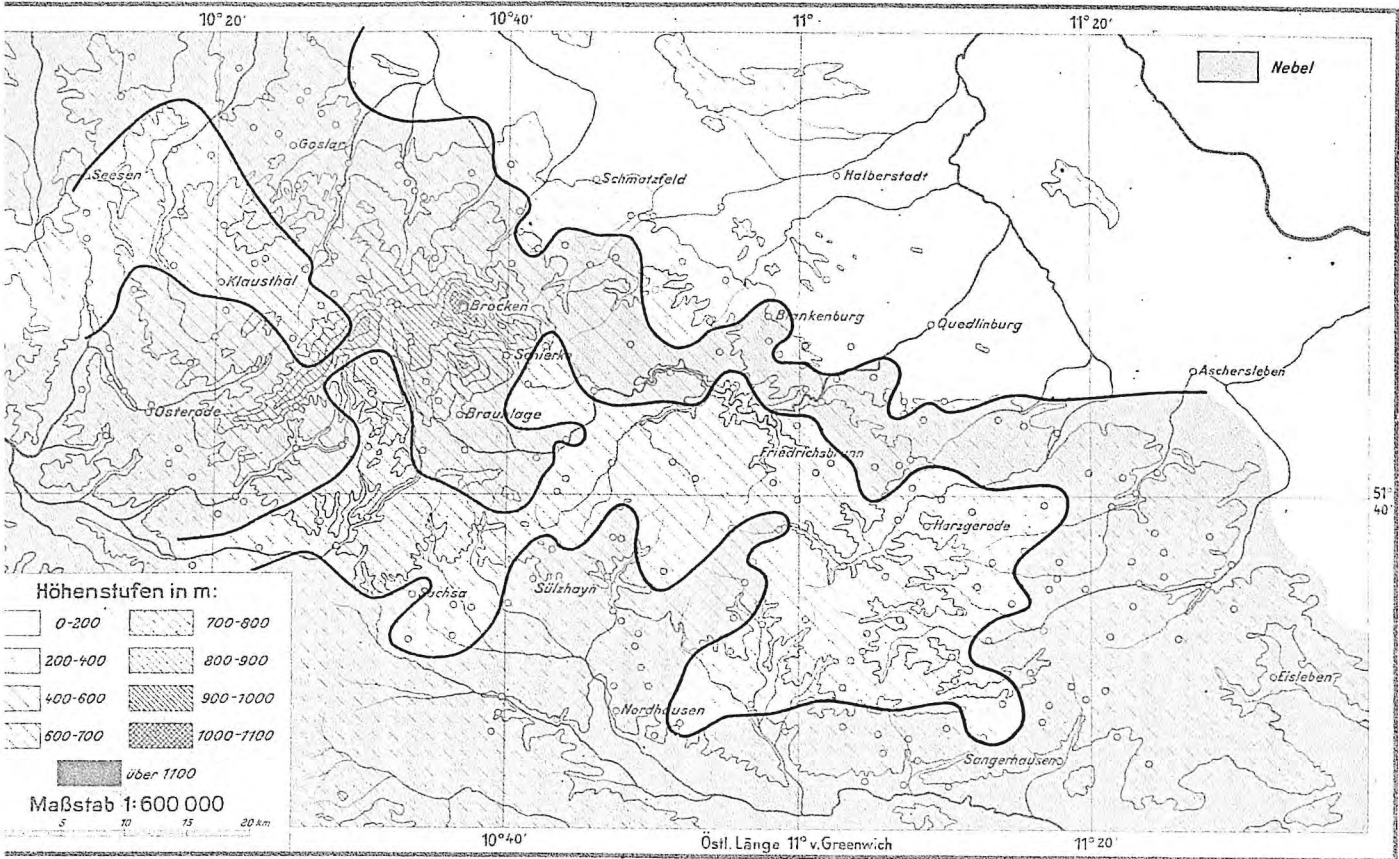 10° 20'
10° 40'
11°
11° 20'
Nebel
Goslar
Seesen
Schmatzfeld
Halberstadt
Klausthal
Brocken
Blankenburg
Quedlinburg
Schierke
Aschersleben
Osterode
Braunlage
Friedrichsbrunn
51°
40'
Harzgerode
Höhenstufen in m:
Sachsa
Sülzhayn
0-200
700-800
200-400
800-900
400-600
900-1000
Eisleben
600-700
1000-1100
Nordhausen
über 1100
Sangerhausen
Maßstab 1:600 000
5 10 15 20 km
10° 40'
Östl. Länge 11° v. Greenwich
11° 20'